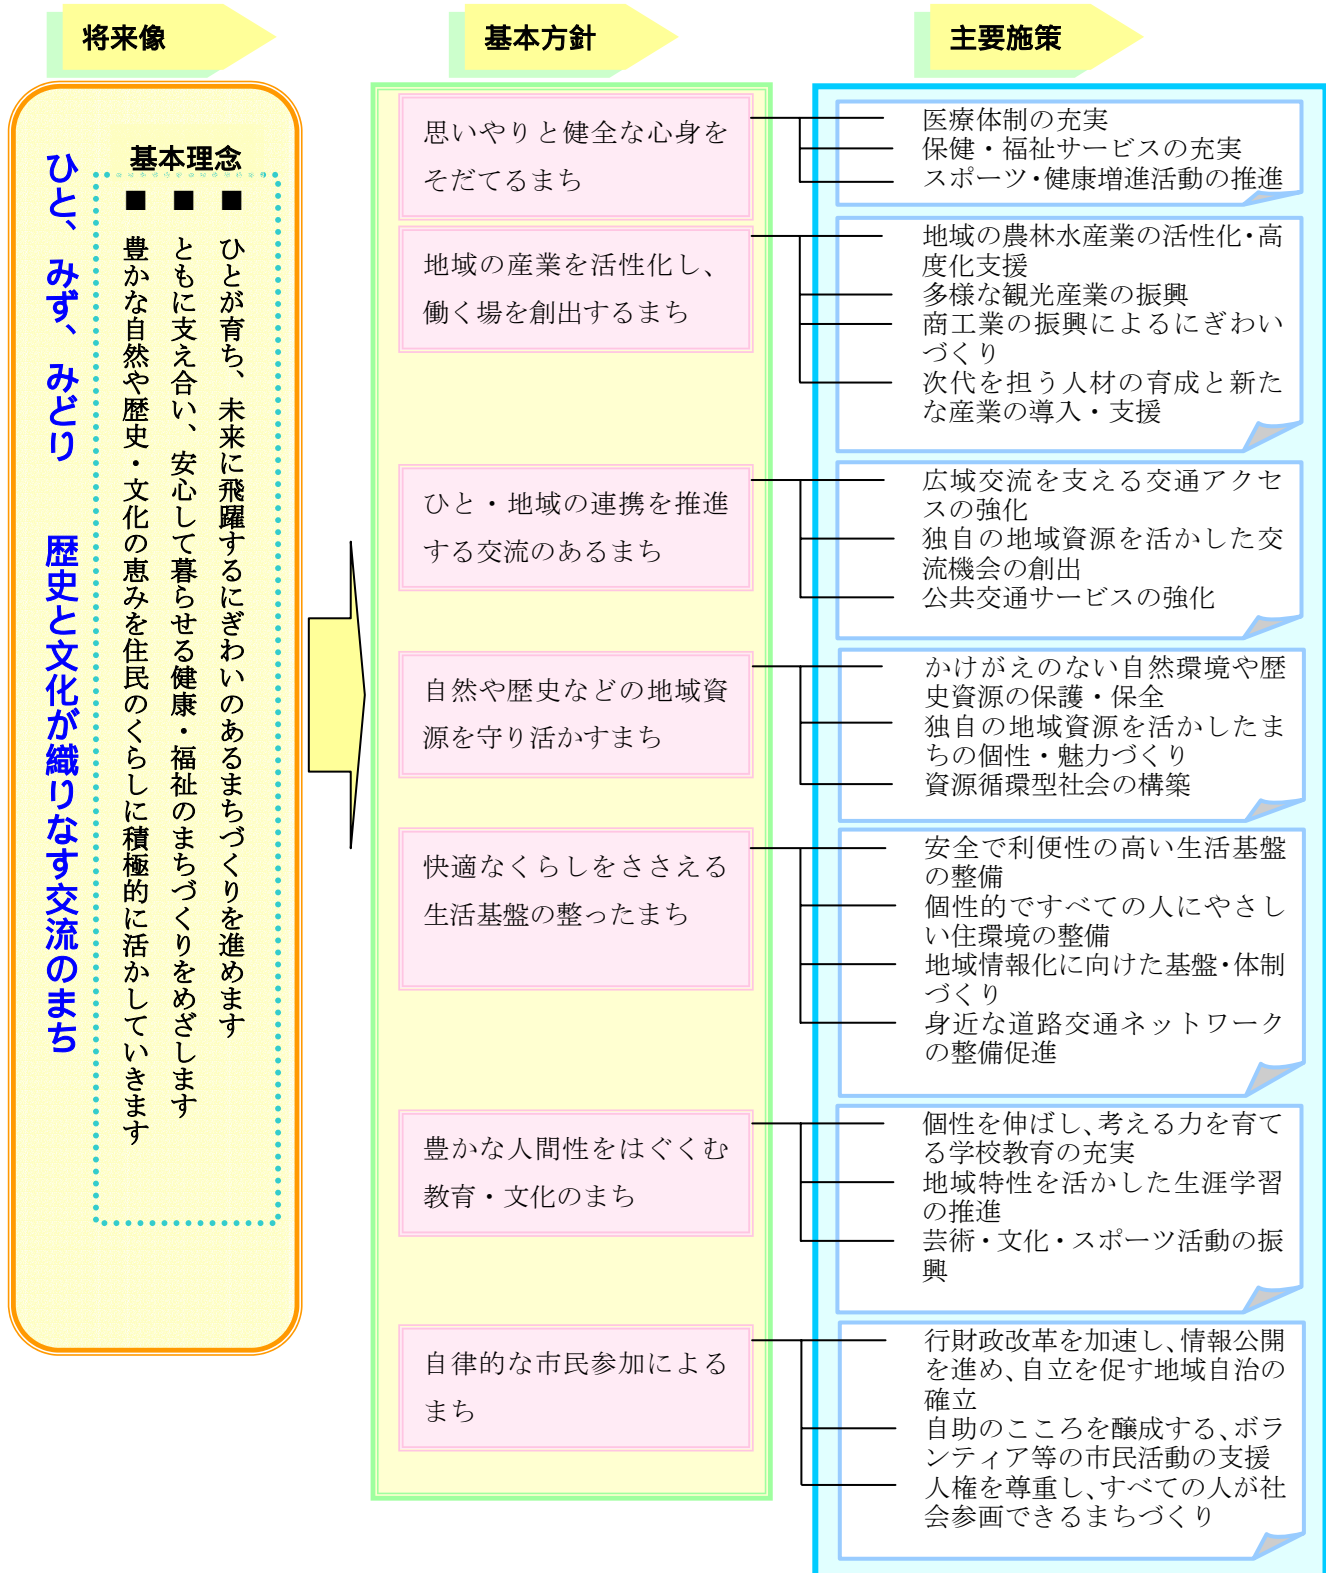 将来像
基本方針
主要施策
ひと、みず、みどり 歴史と文化が織りなす交流のまち
基本理念
■ ひとが育ち、未来に飛躍するにぎわいのあるまちづくりを進めます
■ ともに支え合い、安心して暮らせる健康・福祉のまちづくりをめざします
■ 豊かな自然や歴史・文化の恵みを住民のくらしに積極的に活かしていきます
思いやりと健全な心身を
そだてるまち
医療体制の充実
保健・福祉サービスの充実
スポーツ・健康増進活動の推進
地域の産業を活性化し、
働く場を創出するまち
地域の農林水産業の活性化・高
度化支援
多様な観光産業の振興
商工業の振興によるにぎわい
づくり
次代を担う人材の育成と新た
な産業の導入・支援
ひと・地域の連携を推進
する交流のあるまち
広域交流を支える交通アクセ
スの強化
独自の地域資源を活かした交
流機会の創出
公共交通サービスの強化
自然や歴史などの地域資
源を守り活かすまち
かけがえのない自然環境や歴
史資源の保護・保全
独自の地域資源を活かしたま
ちの個性・魅力づくり
資源循環型社会の構築
快適なくらしをささえる
生活基盤の整ったまち
安全で利便性の高い生活基盤
の整備
個性的ですべての人にやさし
い住環境の整備
地域情報化に向けた基盤・体制
づくり
身近な道路交通ネットワーク
の整備促進
豊かな人間性をはぐくむ
教育・文化のまち
個性を伸ばし、考える力を育て
る学校教育の充実
地域特性を活かした生涯学習
の推進
芸術・文化・スポーツ活動の振
興
自律的な市民参加による
まち
行財政改革を加速し、情報公開
を進め、自立を促す地域自治の
確立
自助のこころを醸成する、ボラ
ンティア等の市民活動の支援
人権を尊重し、すべての人が社
会参画できるまちづくり